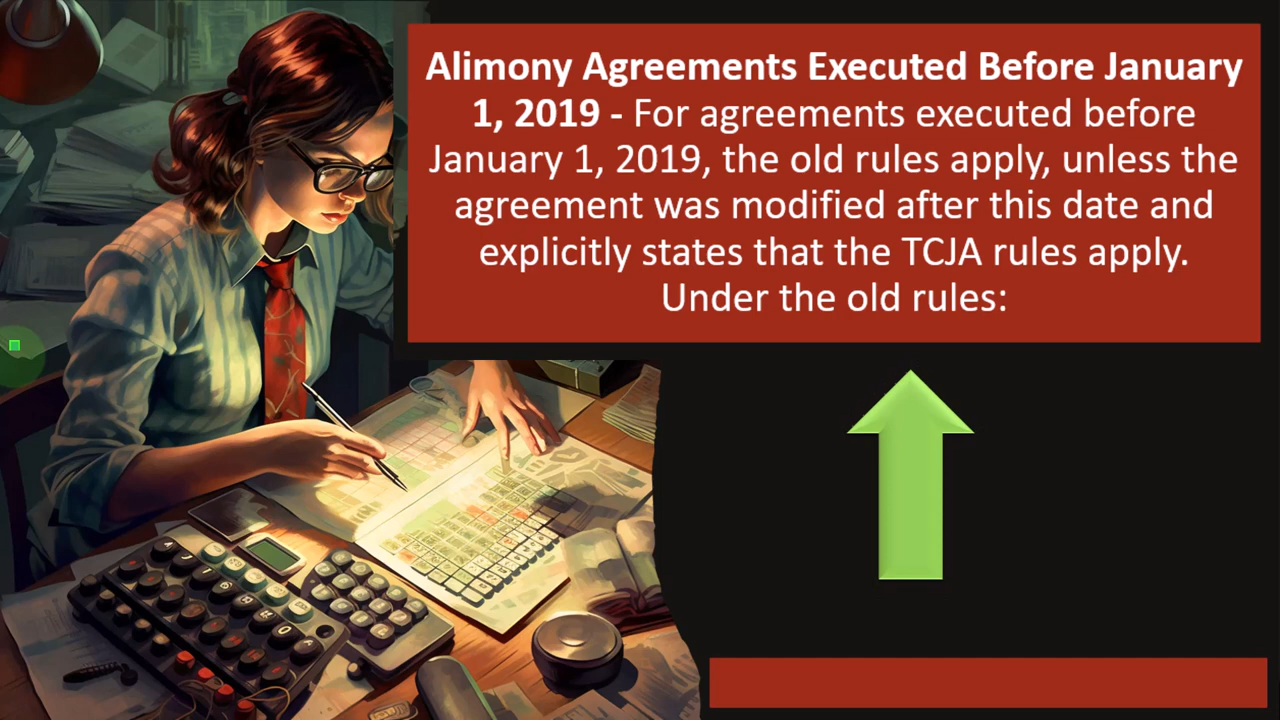 Alimony Agreements Executed Before January
1, 2019 - For agreements executed before
January 1, 2019, the old rules apply, unless the
agreement was modified after this date and
explicitly states that the TCJA rules apply.
Under the old rules: